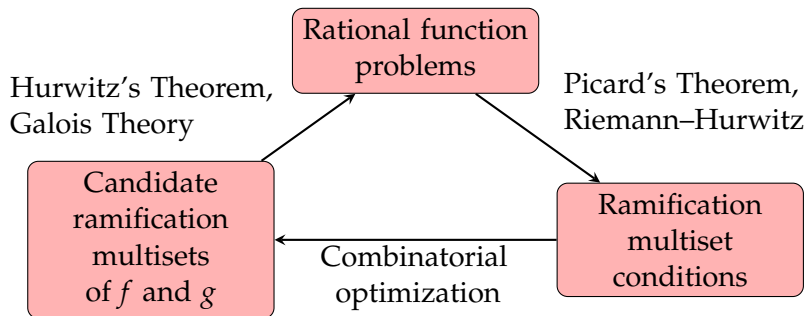 Rational function
problems
Hurwitz's Theorem,
Galois Theory
Picard's Theorem,
Riemann–Hurwitz
Candidate
ramification
multisets
of f and g
Combinatorial
optimization
Ramification
multiset
conditions